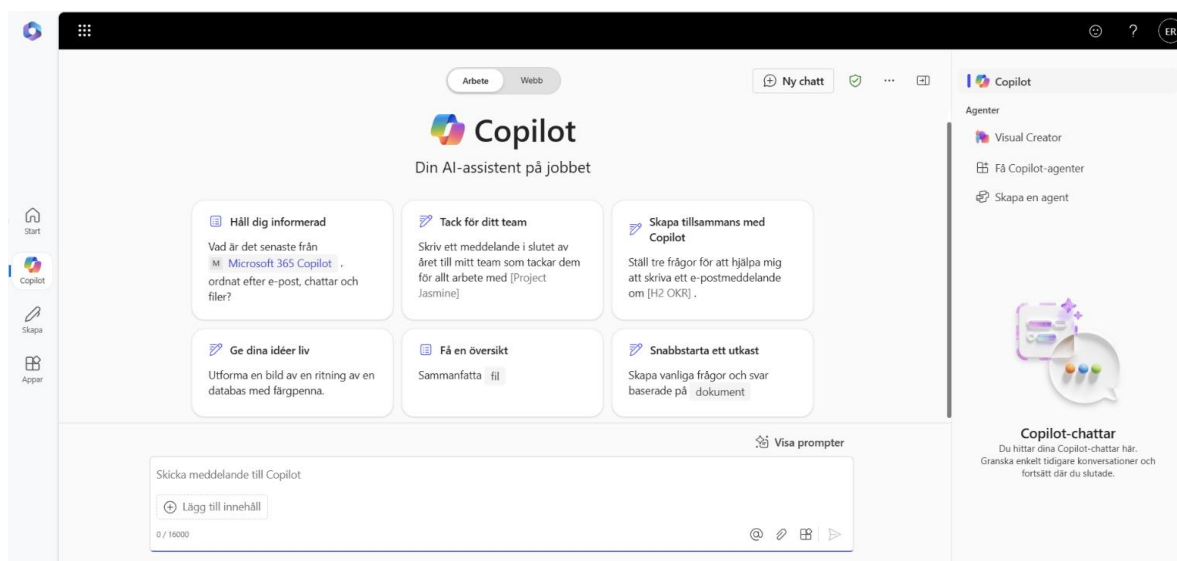 ?
ER
Arbete
Webb
Ny chatt
Copilot
Din AI-assistent på jobbet
Håll dig informerad
Vad är det senaste från
M Microsoft 365 Copilot ,
ordnat efter e-post, chattar och
filer?
Tack för ditt team
Skriv ett meddelande i slutet av
året till mitt team som tackar dem
för allt arbete med [Project
Jasmine]
Skapa tillsammans med
Copilot
Ställ tre frågor för att hjälpa mig
att skriva ett e-postmeddelande
om [H2 OKR] .
Ge dina idéer liv
Utforma en bild av en ritning av en
databas med färgpenna.
Få en översikt
Sammanfatta fil
Snabbstarta ett utkast
Skapa vanliga frågor och svar
baserade på dokument
Visa prompter
Skicka meddelande till Copilot
Lägg till innehåll
0 / 16000
Start
Copilot
Skapa
Appar
Copilot
Agenter
Visual Creator
Få Copilot-agenter
Skapa en agent
Copilot-chattar
Du hittar dina Copilot-chattar här.
Granska enkelt tidigare konversationer och
fortsätt där du slutade.